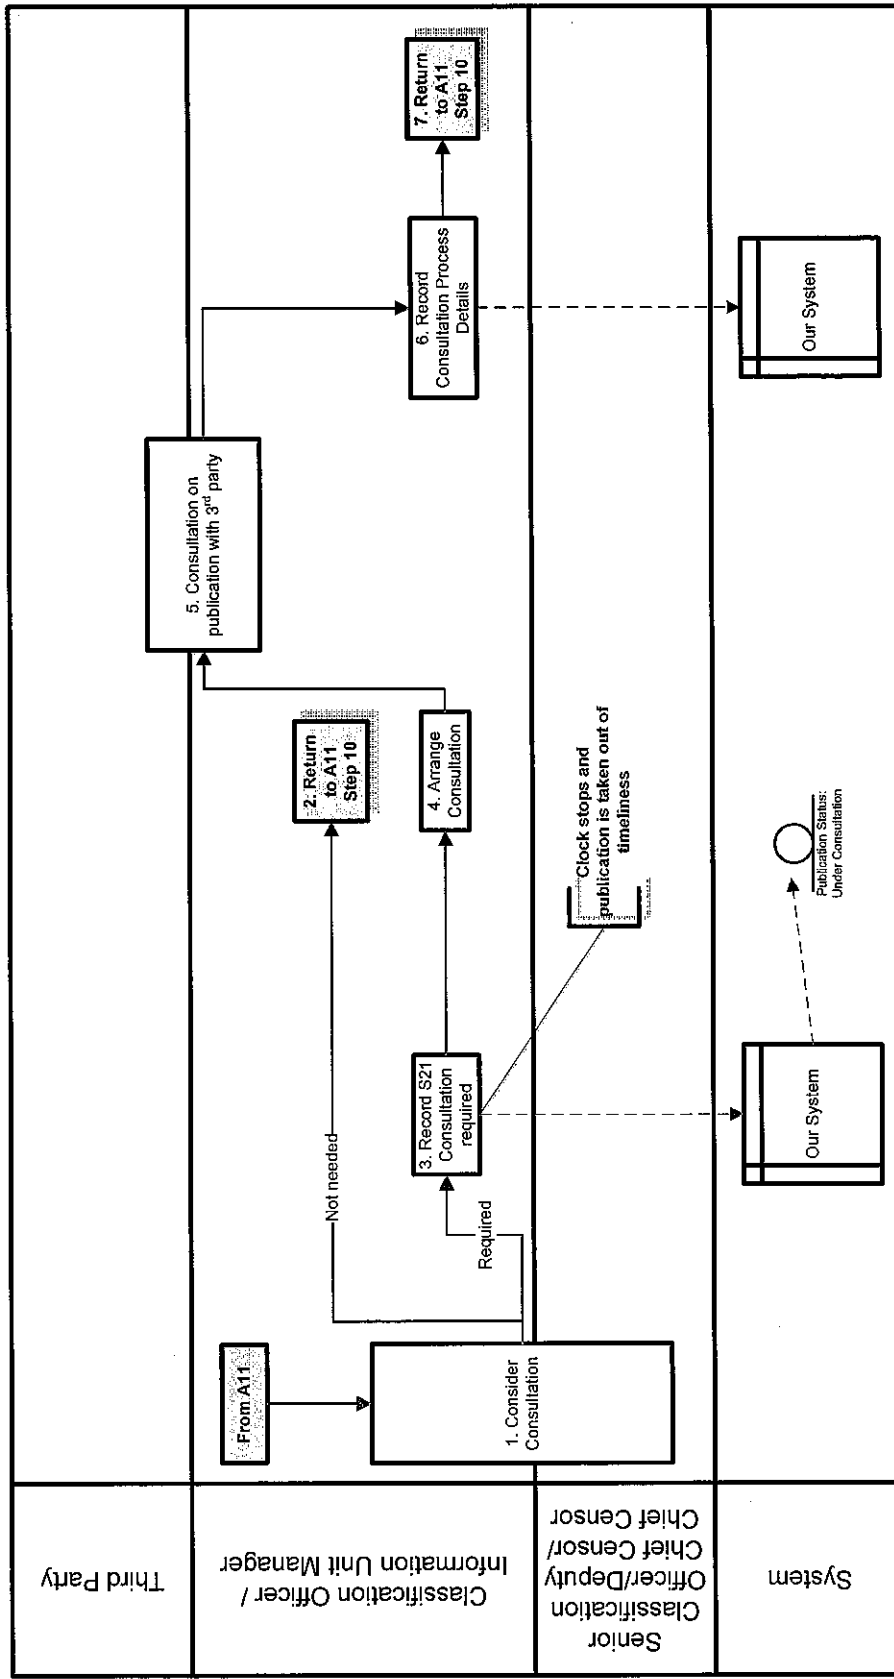 Third Party
Classification Officer /
Information Unit Manager
Senior
Classification
Officer/Deputy
Chief Censor/
Chief Censor
System
From A11
1. Consider
Consultation
Not needed
Required
2. Return
to A11
Step 10
3. Record S21
Consultation
required
4. Arrange
Consultation
Clock stops and
publication is taken out of
timeliness
Our System
Publication Status:
Under Consultation
5. Consultation on
publication with 3rd party
6. Record
Consultation Process
Details
7. Return
to A11
Step 10
Our System